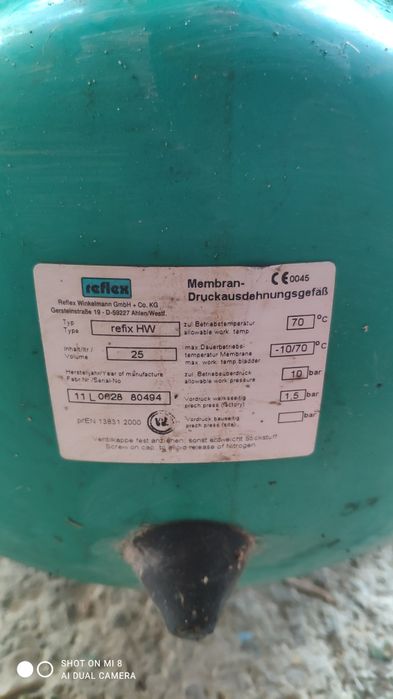 reflex
Reflex Winkelmann GmbH + Co. KG
Gersteinstraße 19 - D-59227 Ahlen/Westf.
Membran-
Druckausdehnungsgefäß
CE 0045
Typ
Type
refix HW
zul. Betriebstemperatur
allowable work. temp.
70 °C
Inhalt/ltr/
Volume
25
max. Dauerbetriebs-
temperatur Membrane
max. work. temp. bladder
-10/70 °C
Herstelljahr/Year of manufacture
Fabr.Nr./Serial-No
11 L 0628 80494
zul. Betriebsüberdruck
allowable work pressure
10 bar
Vordruck werksseitig
prech.press (factory)
1,5 bar
prEN 13831:2000
Vordruck bauseitig
prech.press (site)
bar
Ventilkappe fest anziehen, sonst entweicht Stickstoff
Screw on cap, to allow release of Nitrogen
SHOT ON MI 8
AI DUAL CAMERA